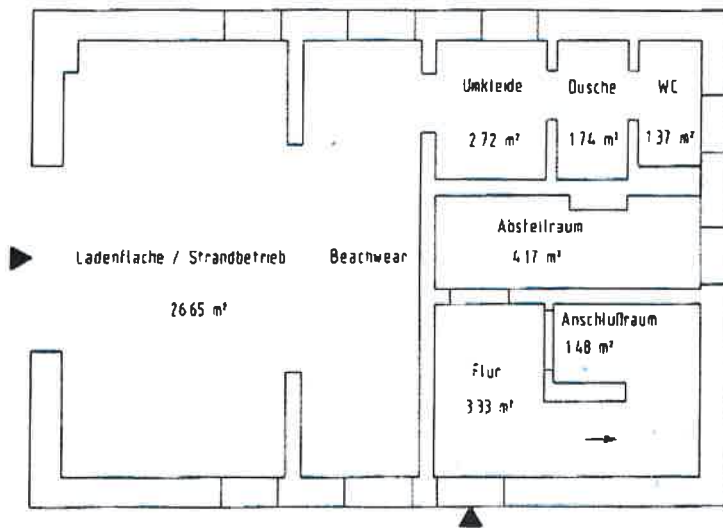 Umkleide
2.72 m²
Dusche
1.74 m²
WC
1.37 m²
Abstellraum
4.17 m²
Ladenfläche / Strandbetrieb
26.65 m²
Beachwear
Anschlußraum
1.48 m²
Flur
3.33 m²